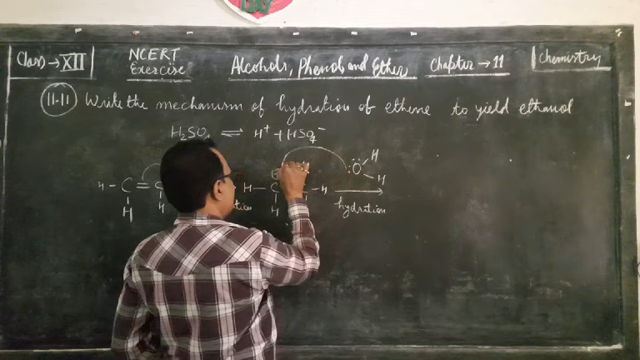 Class → XII NCERT Exercise Alcohols, Phenols and Ether Chapter → 11 Chemistry
11.11 Write the mechanism of hydration of ethene to yield ethanol
H₂SO₄ ⇌ H⁺ + HSO₄⁻
H
:O:
H – C = C H – C – H
H
H H H
hydration